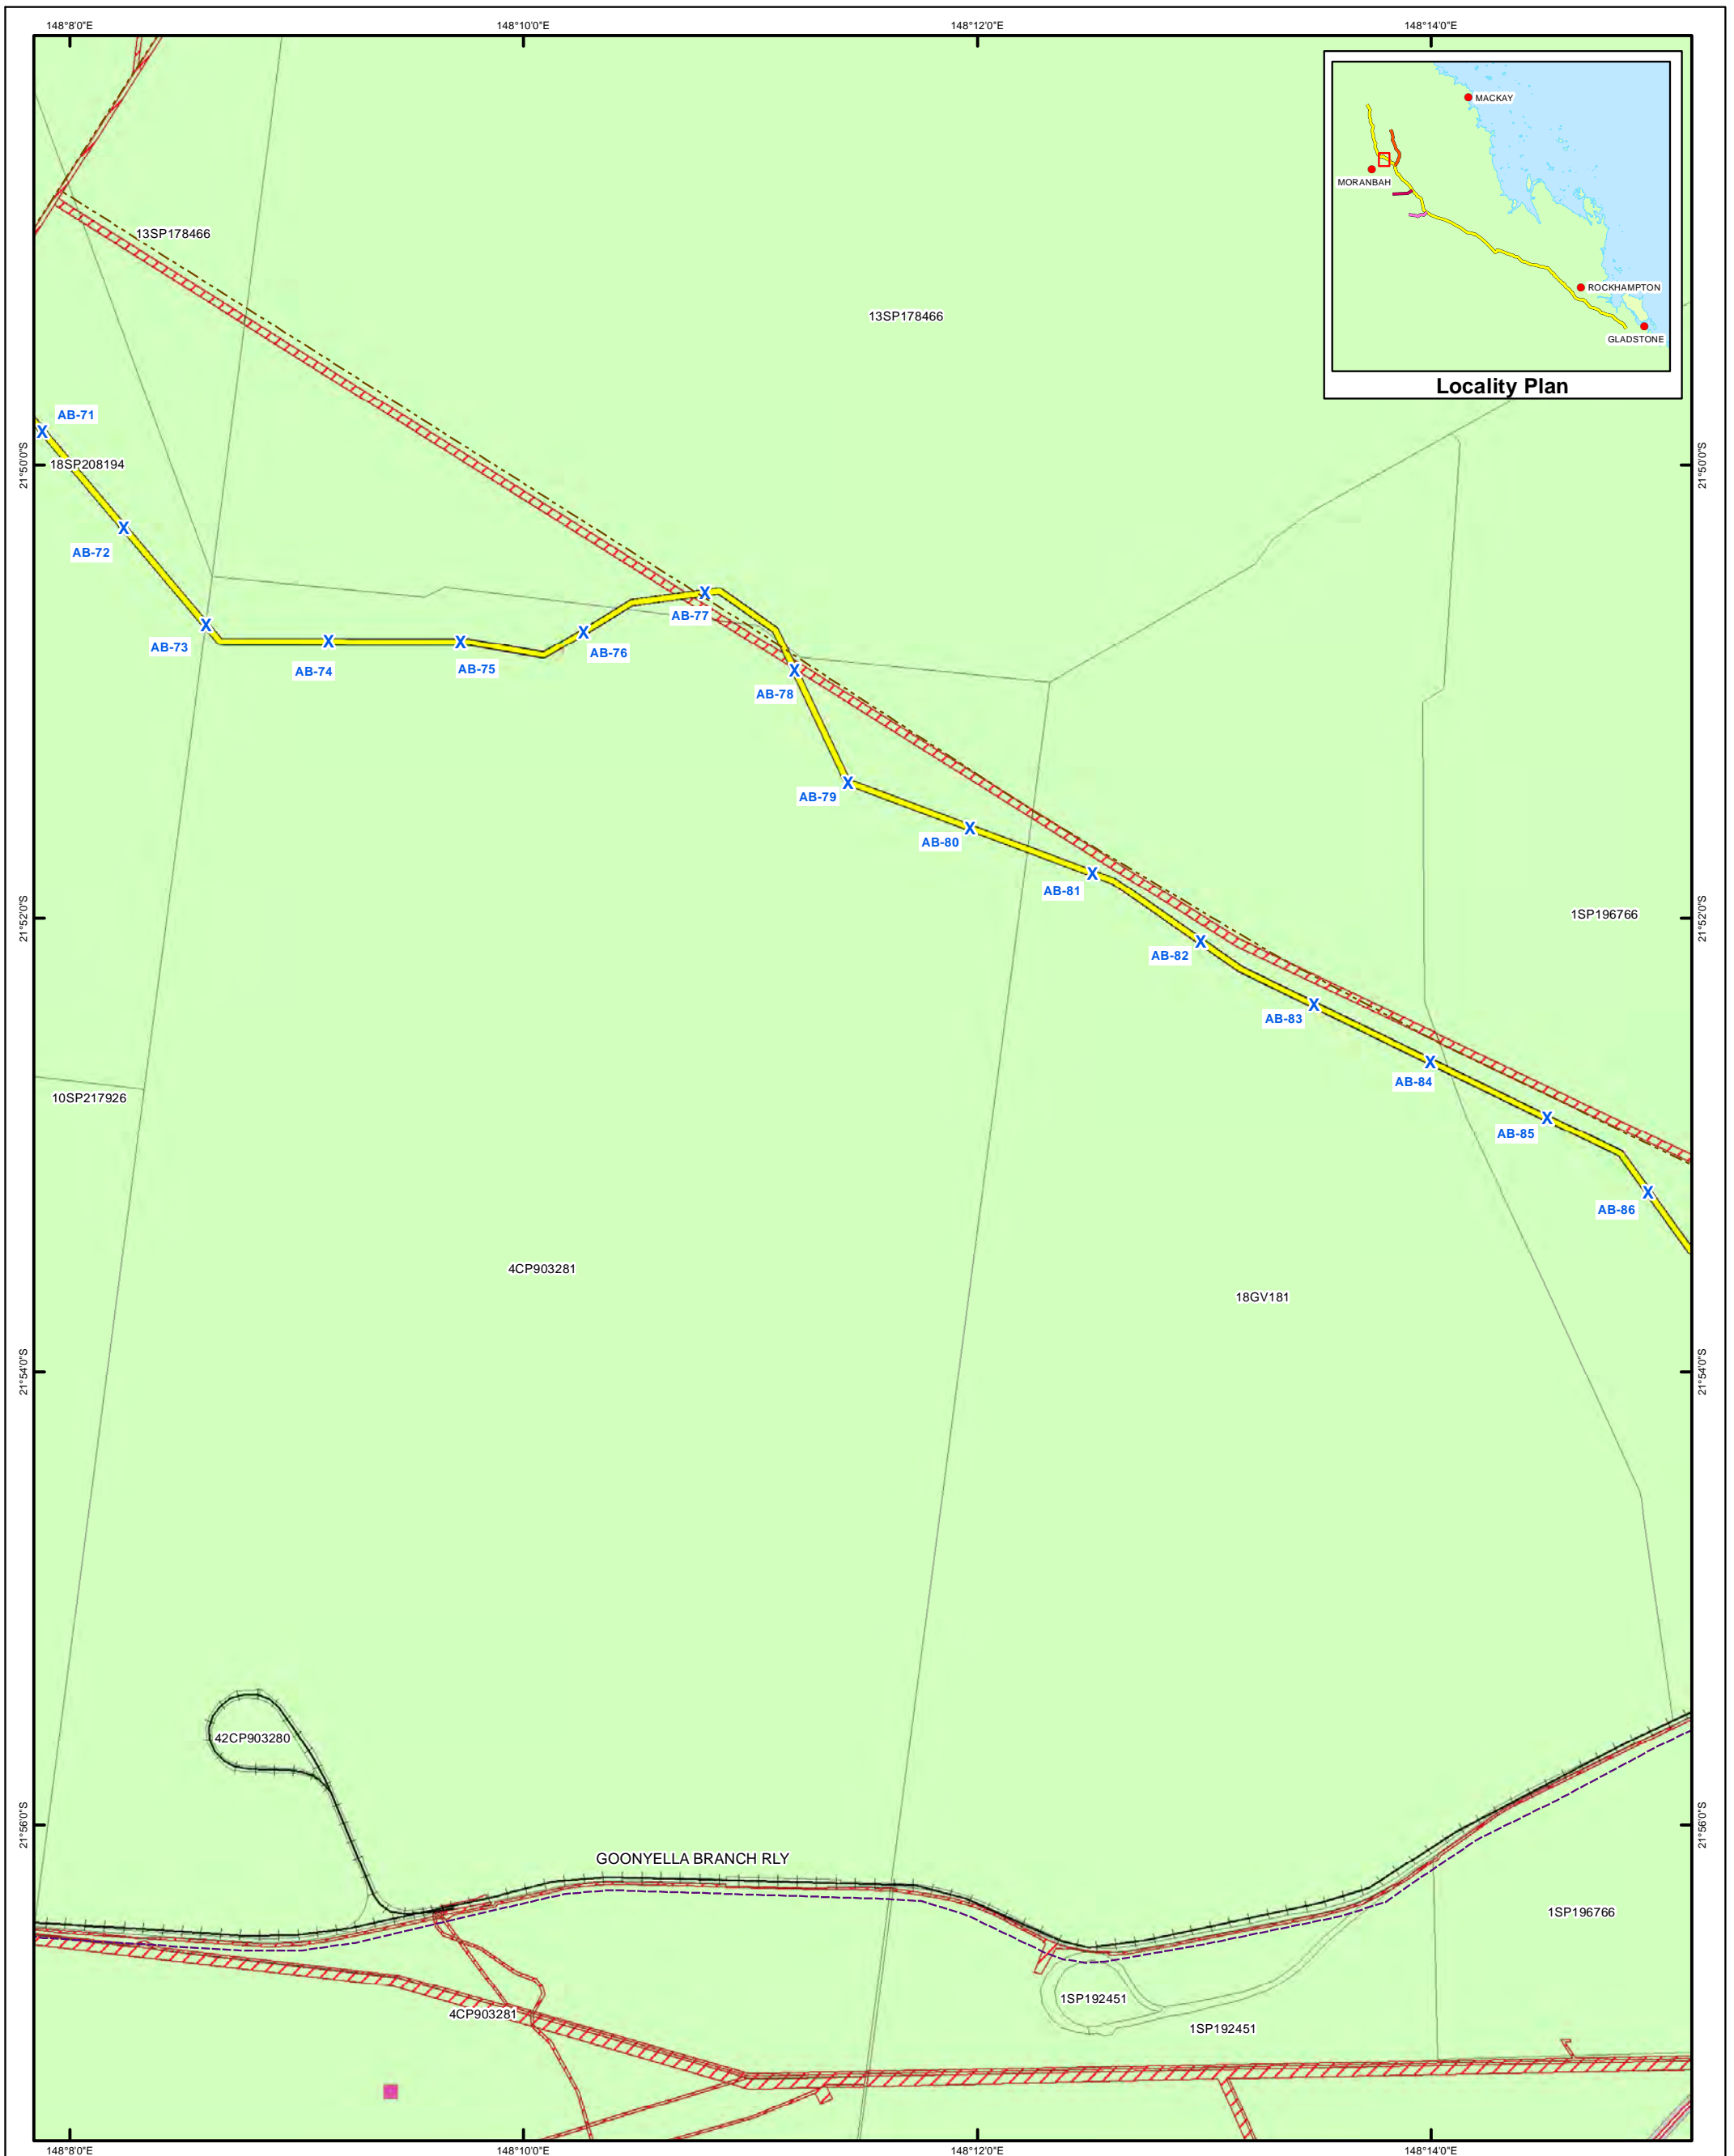 148°8'0"E
148°10'0"E
148°12'0"E
148°14'0"E
MACKAY
MORANBAH
ROCKHAMPTON
GLADSTONE
Locality Plan
13SP178466
13SP178466
AB-71
18SP208194
21°50'0"S
21°50'0"S
AB-72
AB-73
AB-74
AB-75
AB-76
AB-77
AB-78
AB-79
AB-80
AB-81
AB-82
AB-83
AB-84
AB-85
AB-86
21°52'0"S
21°52'0"S
1SP196766
10SP217926
4CP903281
18GV181
21°54'0"S
21°54'0"S
42CP903280
21°56'0"S
21°56'0"S
GOONYELLA BRANCH RLY
1SP196766
1SP192451
4CP903281
1SP192451
148°8'0"E
148°10'0"E
148°12'0"E
148°14'0"E